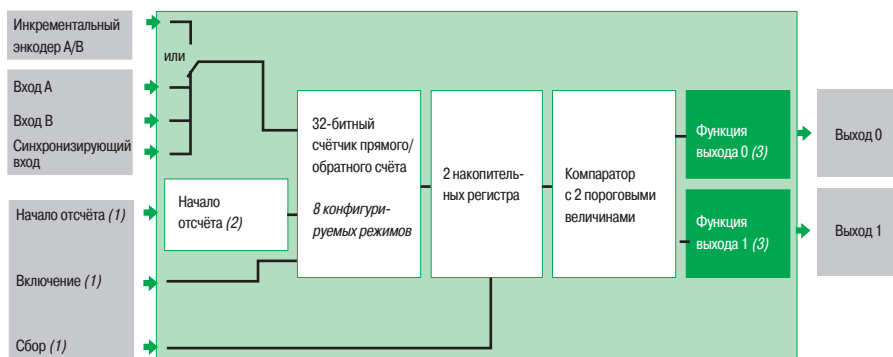 Инкрементальный
энкодер A/B
или
Вход A
Вход B
Синхронизирующий
вход
Начало отсчёта (1)
Включение (1)
Сбор (1)
Начало
отсчёта (2)
32-битный
счётчик прямого/
обратного счёта
8 конфигури-
руемых режимов
2 накопитель-
ных регистра
Компаратор
с 2 пороговыми
величинами
Функция
выхода 0 (3)
Функция
выхода 1 (3)
Выход 0
Выход 1